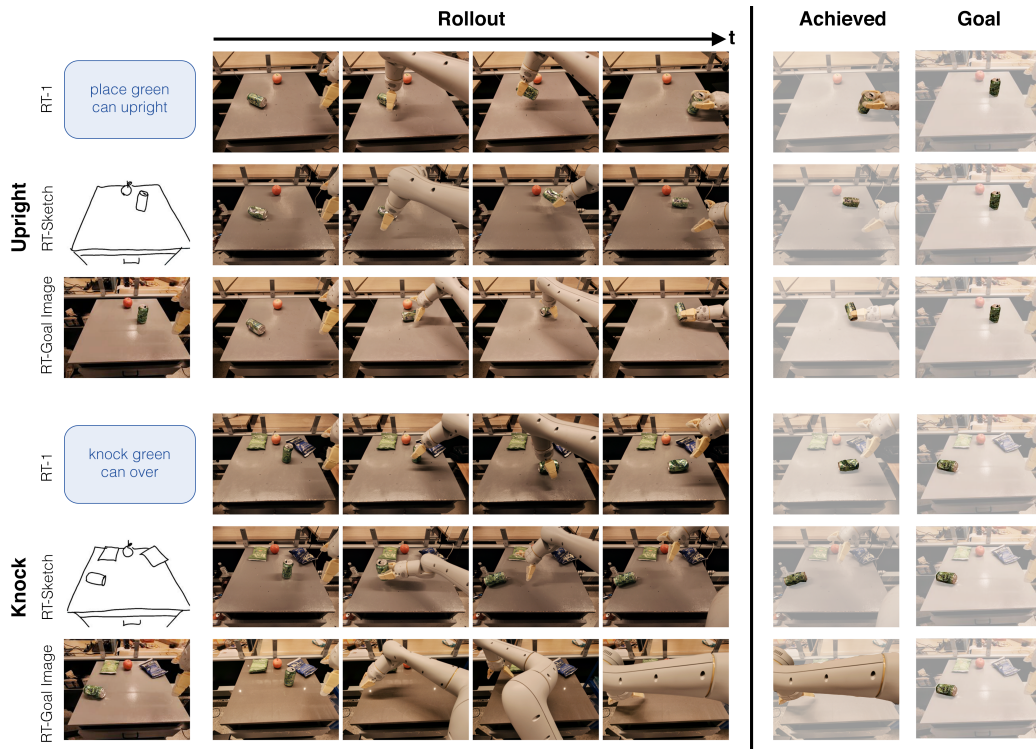 Rollout
Achieved
Goal
t
Upright
RT-1
place green
can upright
RT-Sketch
RT-Goal Image
Knock
RT-1
knock green
can over
RT-Sketch
RT-Goal Image